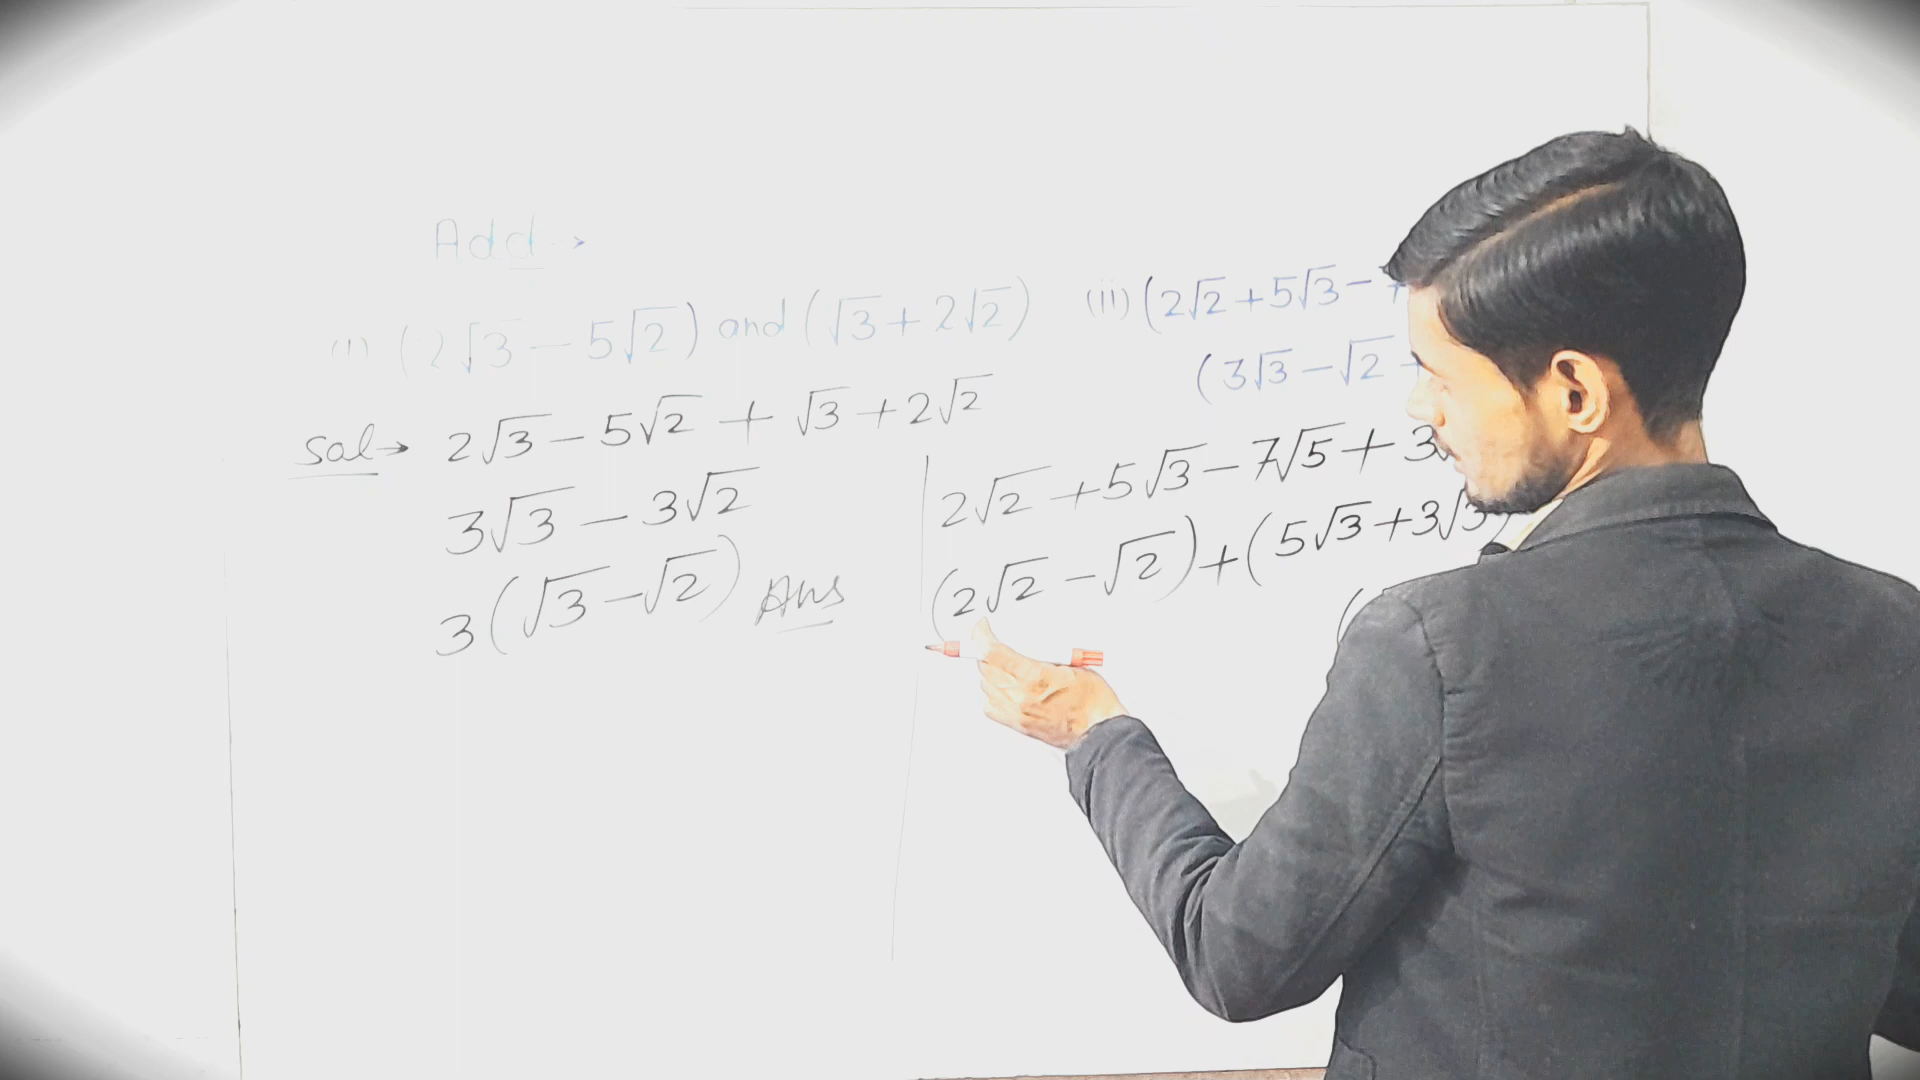 Add →
(i) (2√3 – 5√2) and (√3 + 2√2)
Sol → 2√3 – 5√2 + √3 + 2√2
3√3 – 3√2
3(√3 – √2) Ans
(ii) (2√2 + 5√3 –
(3√3 – √2 +
2√2 + 5√3 – 7√5 + 3
(2√2 – √2) + (5√3 + 3√3)
(